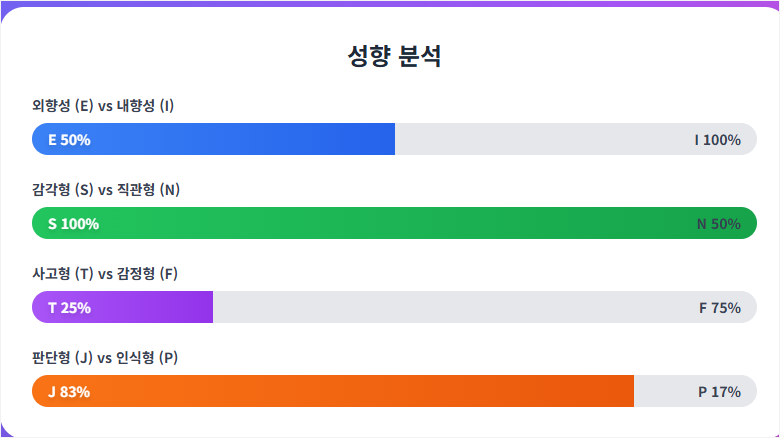 성향 분석
외향성 (E) vs 내향성 (I)
E 50% I 100%
감각형 (S) vs 직관형 (N)
S 100% N 50%
사고형 (T) vs 감정형 (F)
T 25% F 75%
판단형 (J) vs 인식형 (P)
J 83% P 17%